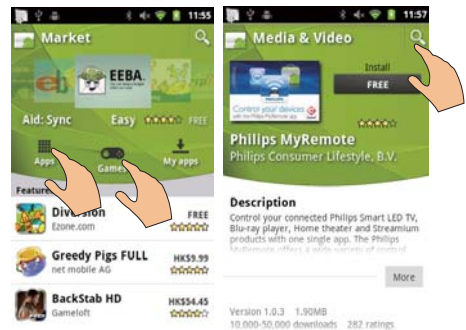 11:55
Market
EEBA
Aid: Sync
Easy
FREE
Apps
Games
My apps
Diversion
FREE
Ezone.com
Greedy Pigs FULL
HK$9.99
net mobile AG
BackStab HD
HK$54.45
Gameloft
11:57
Media & Video
Install
FREE
PHILIPS
Control your devices
Philips MyRemote
Philips Consumer Lifestyle, B.V.
Description
Control your connected Philips Smart LED TV,
Blu-ray player, Home theater and Streamium
products with one single app. The Philips
MyRemote offers a wide variety of control
More
Version 1.0.3 1.90MB
10,000-50,000 downloads 282 ratings